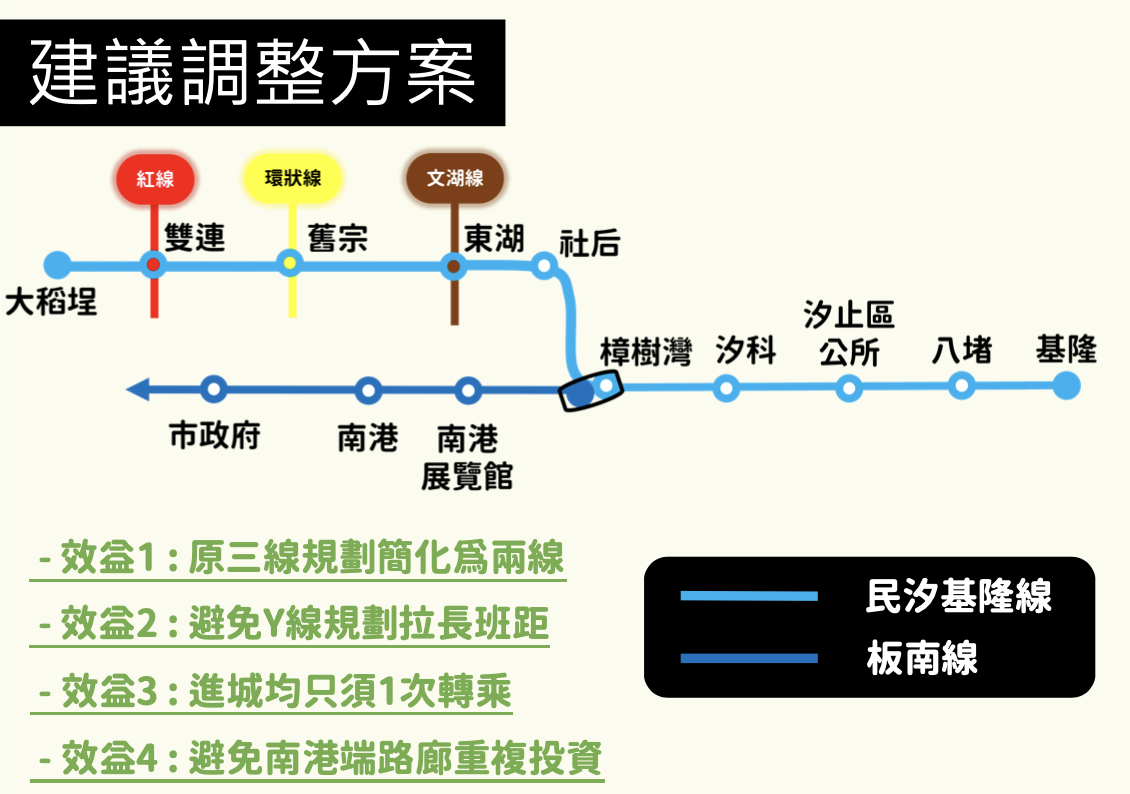 建議調整方案
紅線
環狀線
文湖線
雙連
舊宗
東湖
社后
大稻埕
汐止區
公所
樟樹灣
汐科
八堵
基隆
市政府
南港
南港
展覽館
- 效益1 : 原三線規劃簡化為兩線
- 效益2 : 避免Y線規劃拉長班距
- 效益3 : 進城均只須1次轉乘
- 效益4 : 避免南港端路廊重複投資
民汐基隆線
板南線